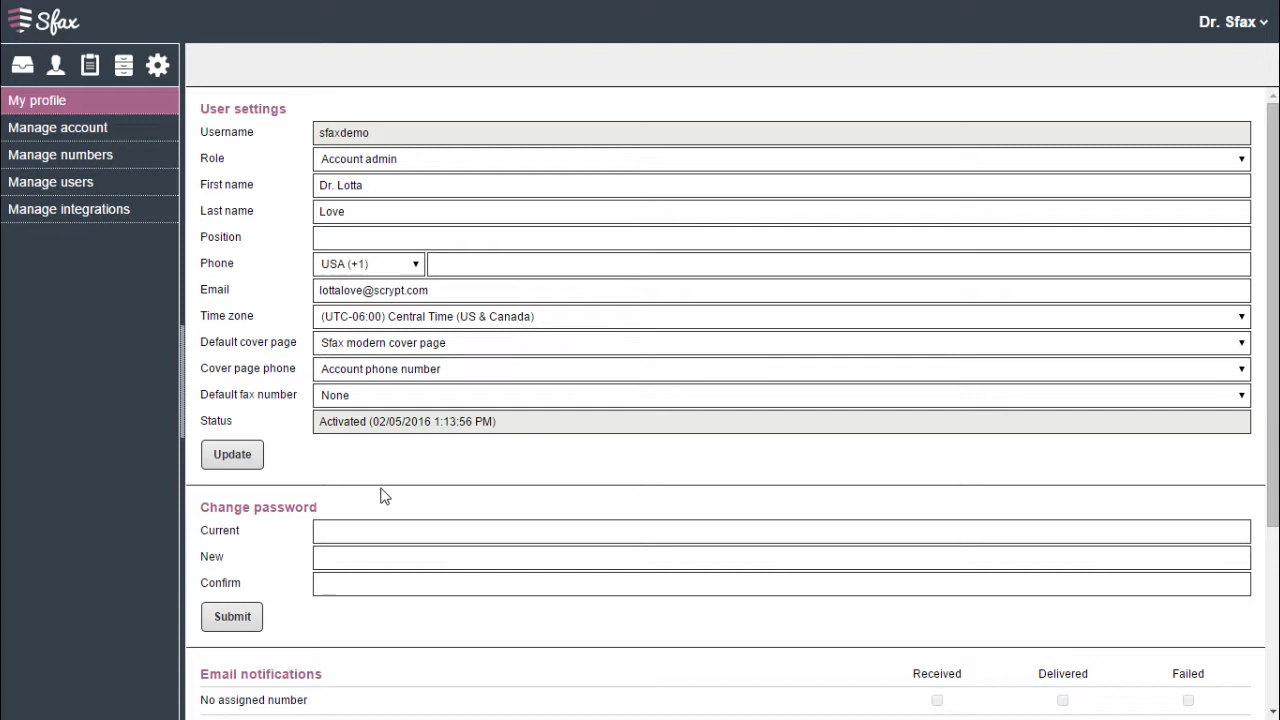 Sfax
Dr. Sfax
My profile
Manage account
Manage numbers
Manage users
Manage integrations
User settings
Username sfaxdemo
Role Account admin
First name Dr. Lotta
Last name Love
Position
Phone USA (+1)
Email lottalove@scrypt.com
Time zone (UTC-06:00) Central Time (US & Canada)
Default cover page Sfax modern cover page
Cover page phone Account phone number
Default fax number None
Status Activated (02/05/2016 1:13:56 PM)
Update
Change password
Current
New
Confirm
Submit
Email notifications Received Delivered Failed
No assigned number